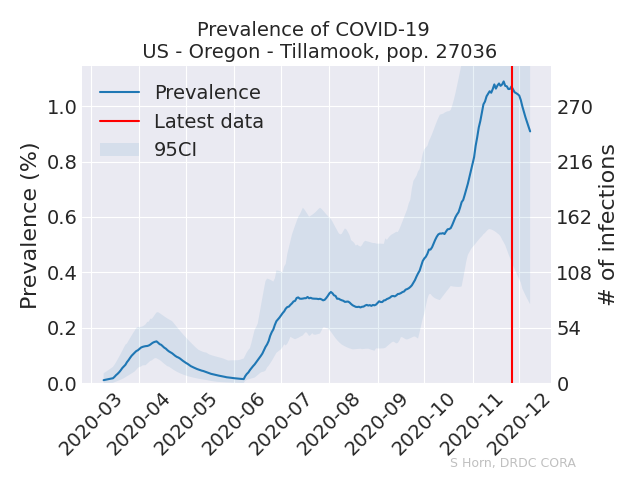 Prevalence of COVID-19
US - Oregon - Tillamook, pop. 27036
Prevalence
Latest data
95CI
Prevalence (%)
1.0
0.8
0.6
0.4
0.2
0.0
270
216
162
108
54
0
# of infections
2020-03
2020-04
2020-05
2020-06
2020-07
2020-08
2020-09
2020-10
2020-11
2020-12
S Horn, DRDC CORA